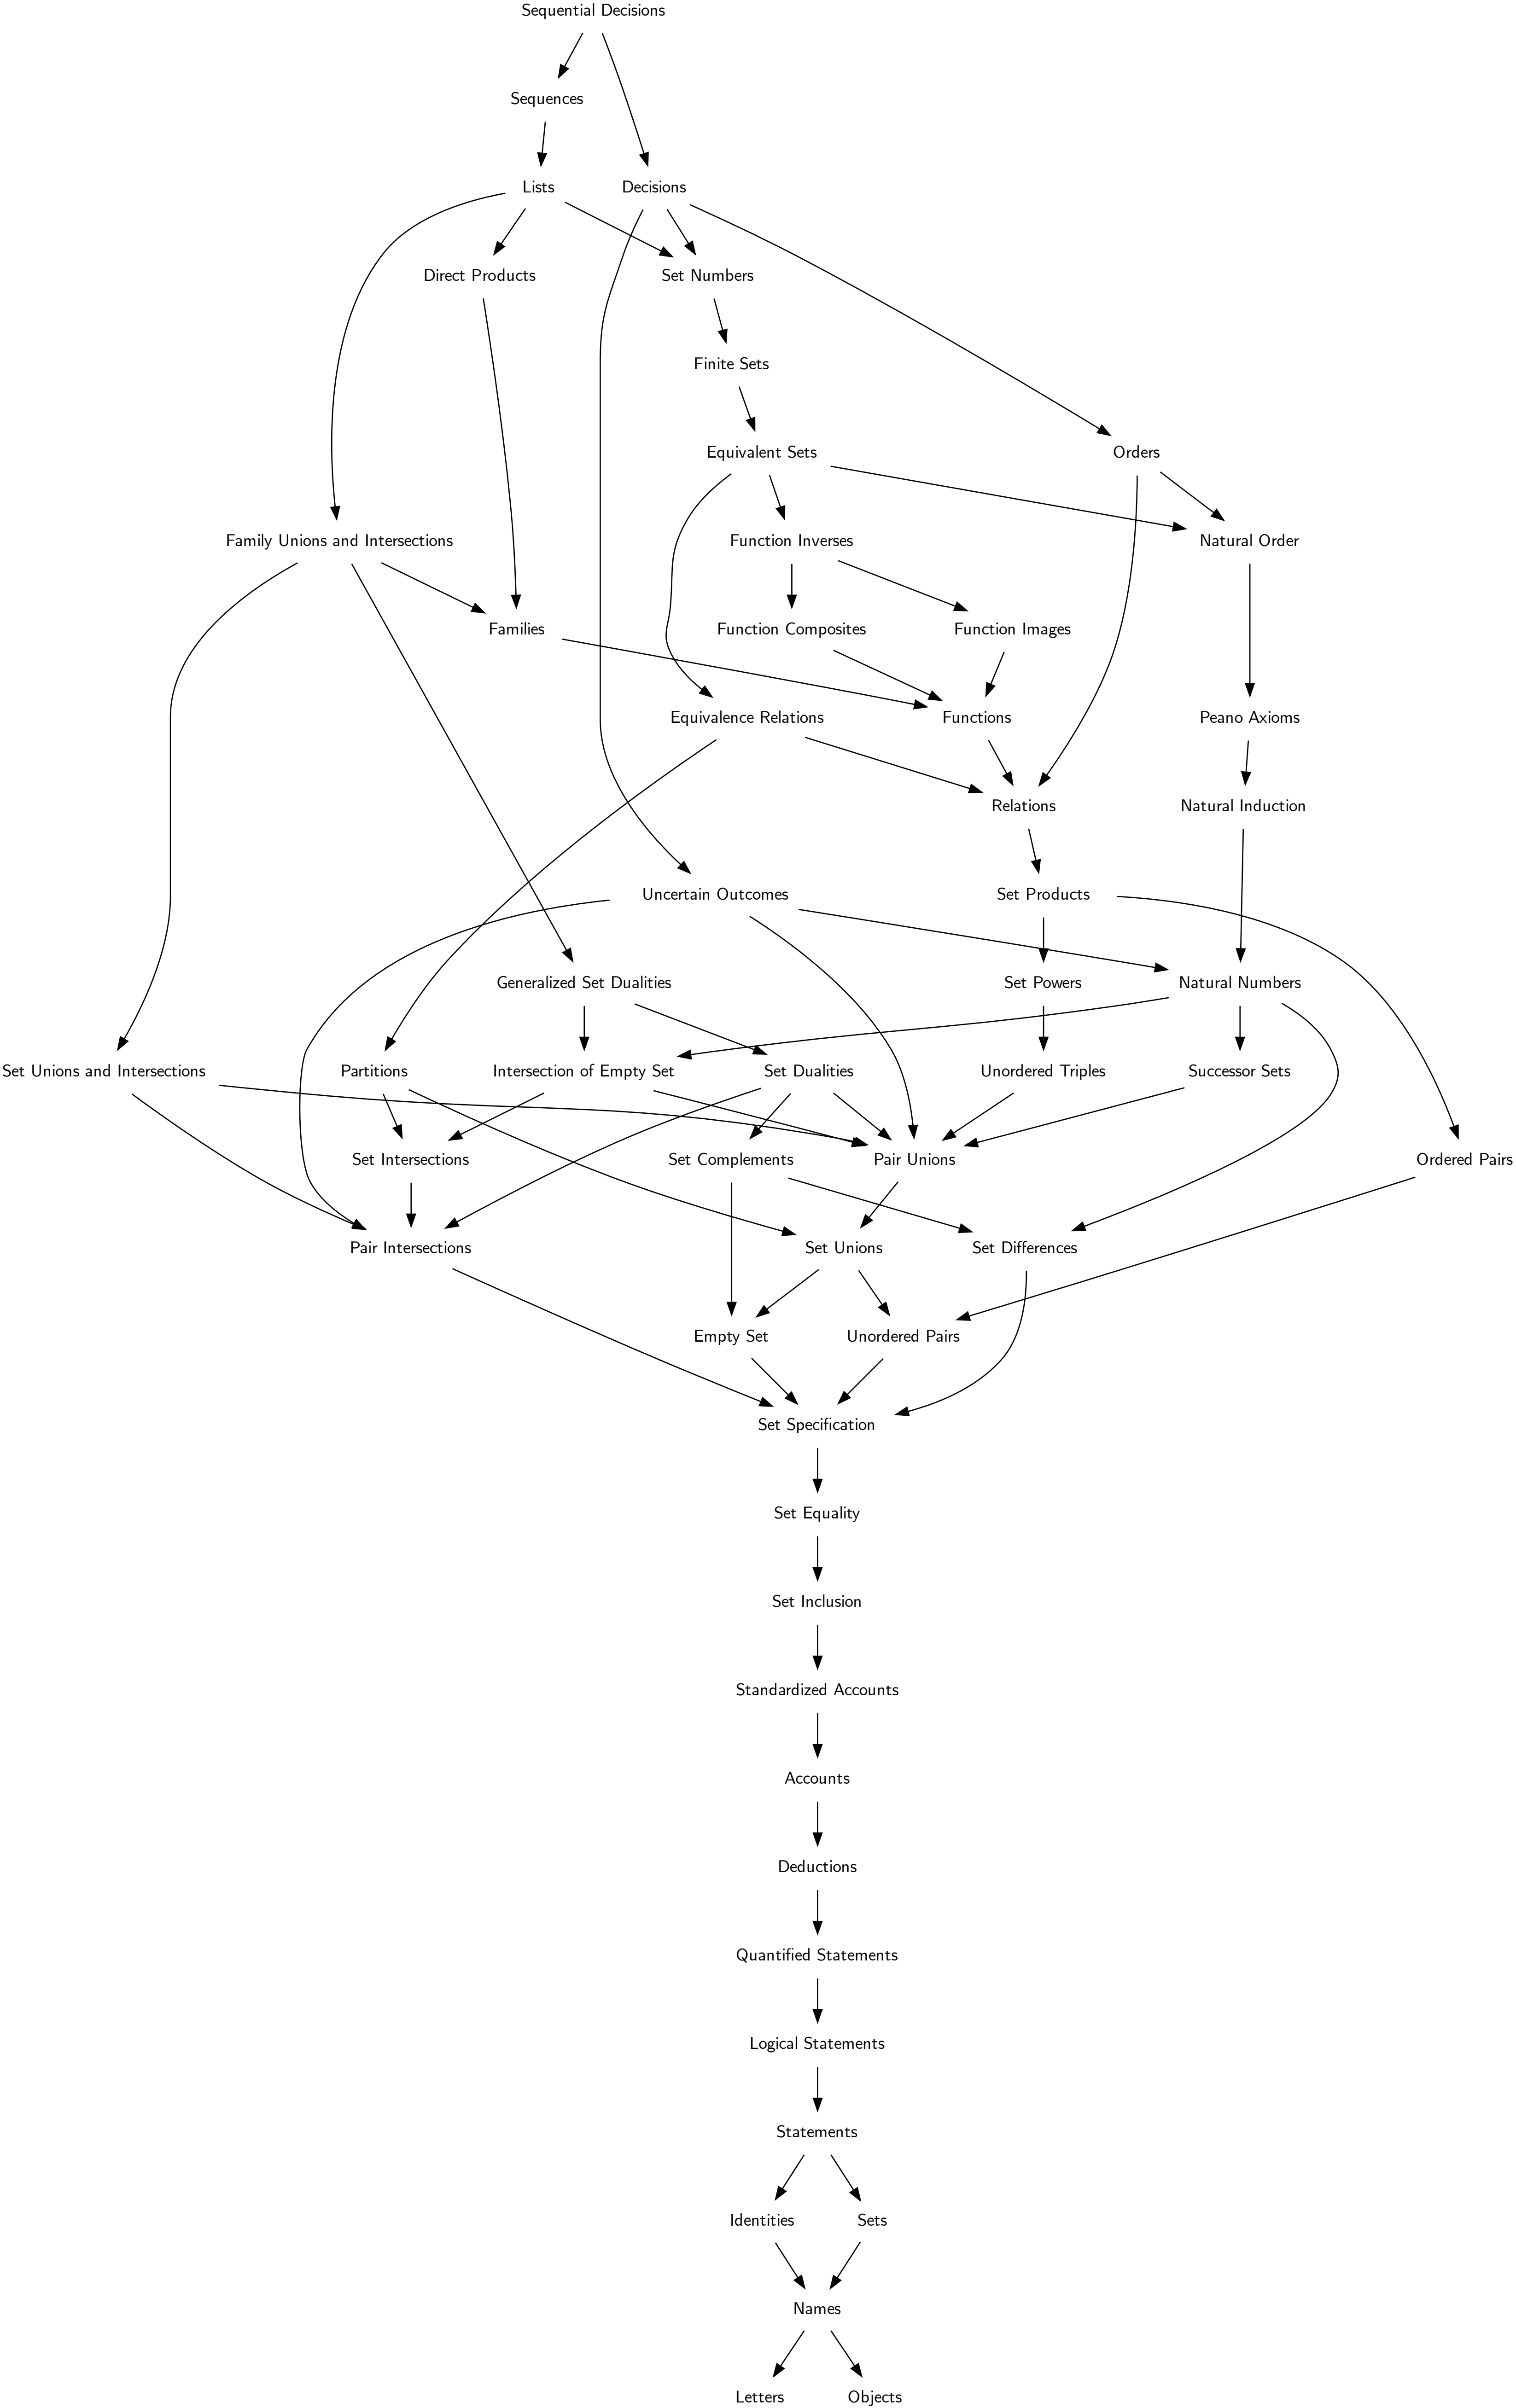 Sequential Decisions
Sequences
Lists
Decisions
Direct Products
Set Numbers
Finite Sets
Equivalent Sets
Orders
Family Unions and Intersections
Function Inverses
Natural Order
Families
Function Composites
Function Images
Equivalence Relations
Functions
Peano Axioms
Relations
Natural Induction
Uncertain Outcomes
Set Products
Generalized Set Dualities
Set Powers
Natural Numbers
Set Unions and Intersections
Partitions
Intersection of Empty Set
Set Dualities
Unordered Triples
Successor Sets
Set Intersections
Set Complements
Pair Unions
Ordered Pairs
Pair Intersections
Set Unions
Set Differences
Empty Set
Unordered Pairs
Set Specification
Set Equality
Set Inclusion
Standardized Accounts
Accounts
Deductions
Quantified Statements
Logical Statements
Statements
Identities
Sets
Names
Letters
Objects